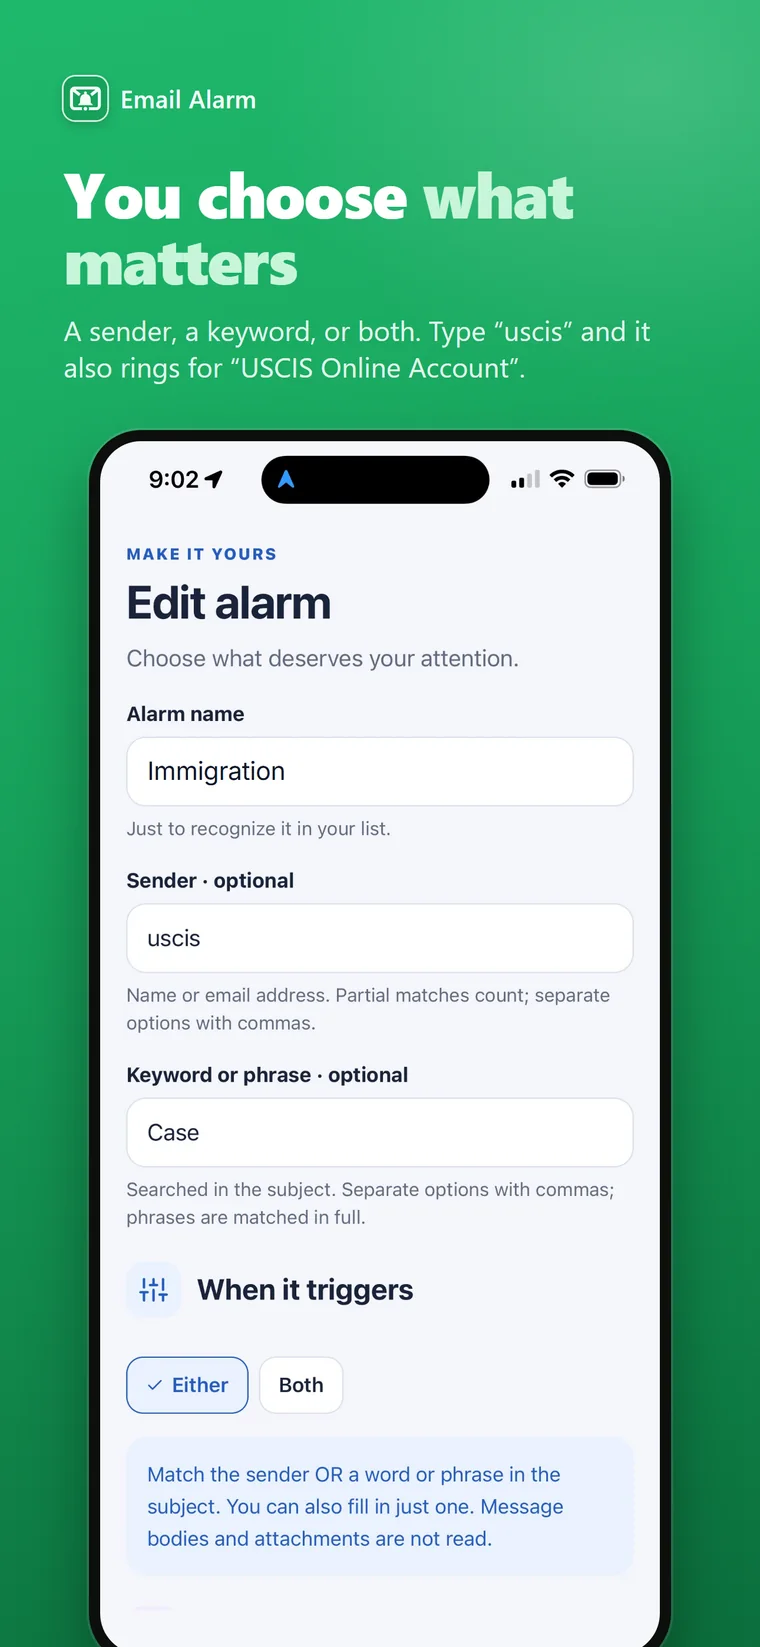 Email Alarm
You choose what
matters
A sender, a keyword, or both. Type “uscis” and it
also rings for “USCIS Online Account”.
9:02
MAKE IT YOURS
Edit alarm
Choose what deserves your attention.
Alarm name
Immigration
Just to recognize it in your list.
Sender · optional
uscis
Name or email address. Partial matches count; separate
options with commas.
Keyword or phrase · optional
Case
Searched in the subject. Separate options with commas;
phrases are matched in full.
When it triggers
Either
Both
Match the sender OR a word or phrase in the
subject. You can also fill in just one. Message
bodies and attachments are not read.